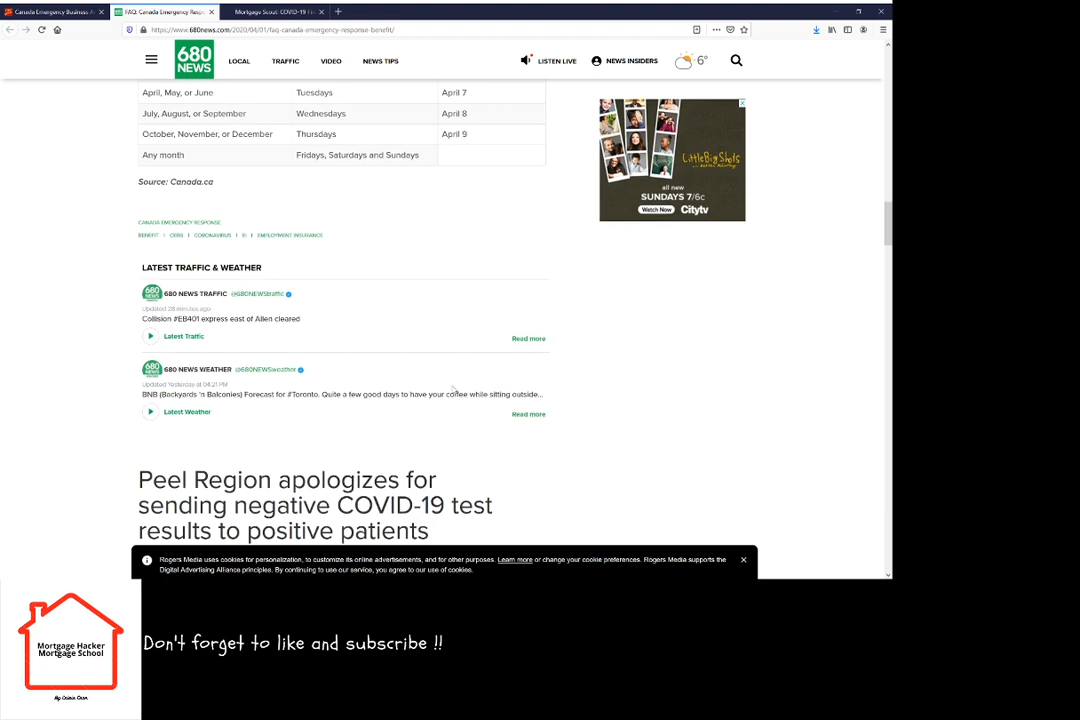 Canada Emergency Business A
FAQ: Canada Emergency Resp
Mortgage Scout: COVID-19 Fi
https://www.680news.com/2020/04/01/faq-canada-emergency-response-benefit/
680 NEWS
LOCAL
TRAFFIC
VIDEO
NEWS TIPS
LISTEN LIVE
NEWS INSIDERS
6°
April, May, or June Tuesdays April 7
July, August, or September Wednesdays April 8
October, November, or December Thursdays April 9
Any month Fridays, Saturdays and Sundays
Source: Canada.ca
CANADA EMERGENCY RESPONSE
BENEFIT | CERB | CORONAVIRUS | EI | EMPLOYMENT INSURANCE
LittleBigShots
all new
SUNDAYS 7/6c
Watch Now Citytv
LATEST TRAFFIC & WEATHER
680 NEWS TRAFFIC @680NEWStraffic
Updated 28 minutes ago
Collision #EB401 express east of Allen cleared
Latest Traffic
Read more
680 NEWS WEATHER @680NEWSweather
Updated Yesterday at 04:21 PM
BNB (Backyards 'n Balconies) Forecast for #Toronto. Quite a few good days to have your coffee while sitting outside...
Latest Weather
Read more
Peel Region apologizes for
sending negative COVID-19 test
results to positive patients
Rogers Media uses cookies for personalization, to customize its online advertisements, and for other purposes. Learn more or change your cookie preferences. Rogers Media supports the
Digital Advertising Alliance principles. By continuing to use our service, you agree to our use of cookies.
Mortgage Hacker
Mortgage School
Don't forget to like and subscribe !!